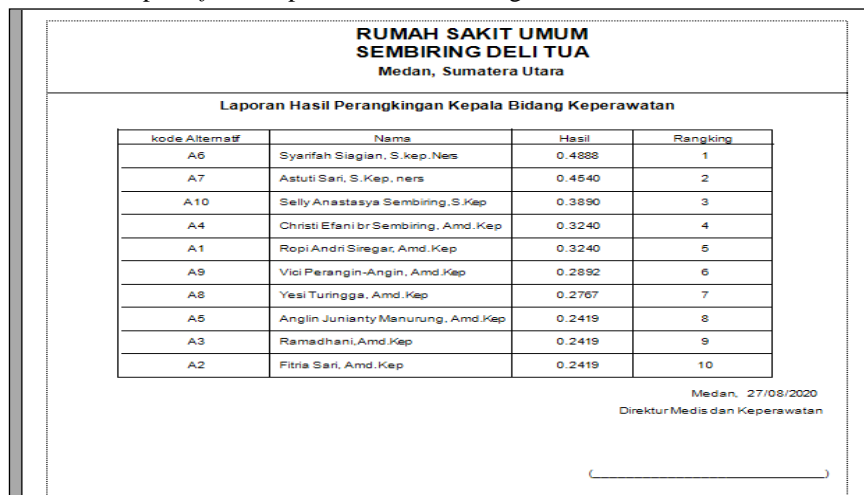 RUMAH SAKIT UMUM
SEMBIRING DELI TUA
Medan, Sumatera Utara
Laporan Hasil Perangkingan Kepala Bidang Keperawatan
kode Alternatif Nama Hasil Rangking
A6 Syarifah Siagian, S.kep.Ners 0.4888 1
A7 Astuti Sari, S.Kep, ners 0.4540 2
A10 Selly Anastasya Sembiring,S.Kep 0.3890 3
A4 Christi Efani br Sembiring, Amd.Kep 0.3240 4
A1 Ropi Andri Siregar, Amd.Kep 0.3240 5
A9 Vici Perangin-Angin, Amd.Kep 0.2892 6
A8 Yesi Turingga, Amd.Kep 0.2767 7
A5 Anglin Junianty Manurung, Amd.Kep 0.2419 8
A3 Ramadhani,Amd.Kep 0.2419 9
A2 Fitria Sari, Amd.Kep 0.2419 10
Medan, 27/08/2020
Direktur Medis dan Keperawatan
(____________________________)